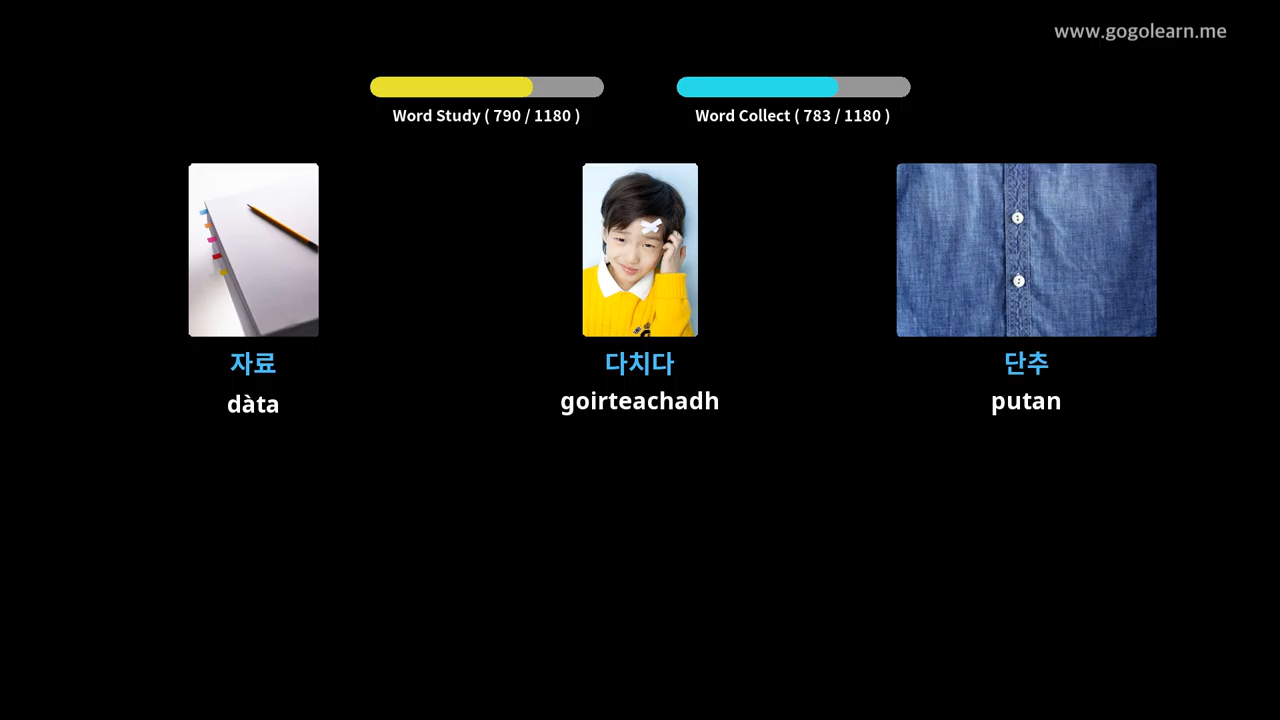 www.gogolearn.me
Word Study ( 790 / 1180 )
Word Collect ( 783 / 1180 )
자료
dàta
다치다
goirteachadh
단추
putan